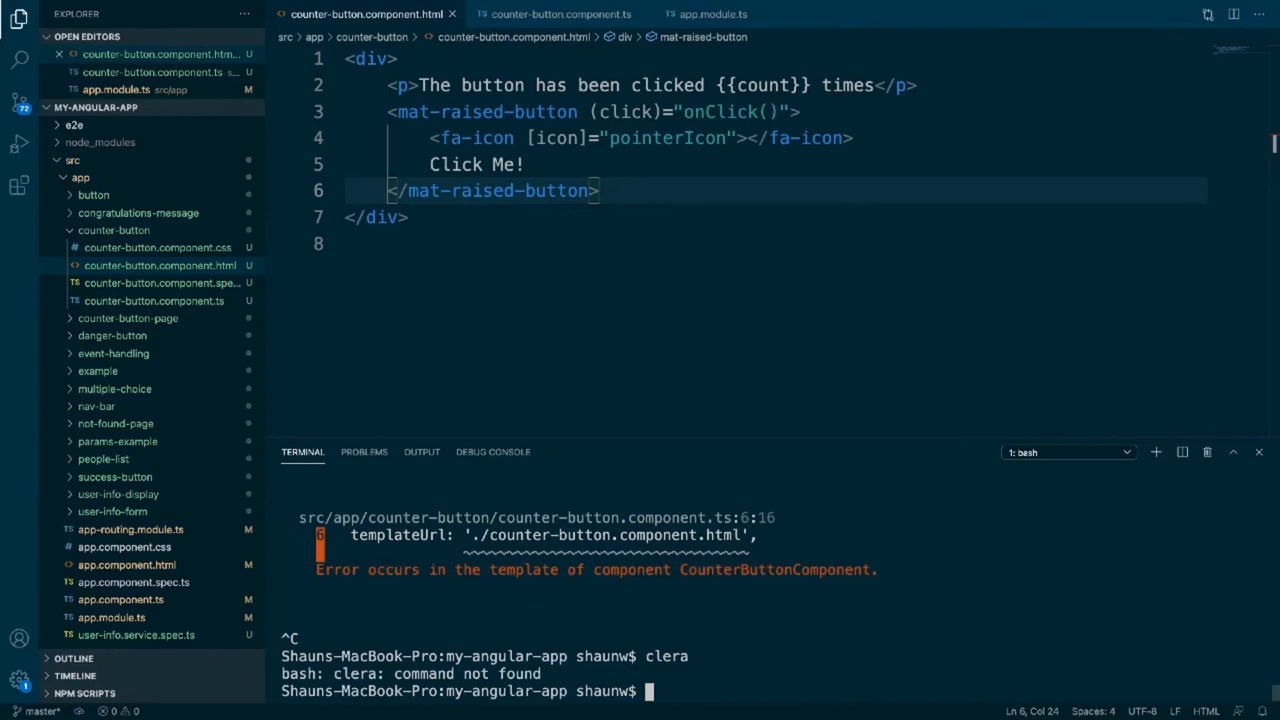 EXPLORER
counter-button.component.html
counter-button.component.ts
app.module.ts
OPEN EDITORS
src > app > counter-button > counter-button.component.html > div > mat-raised-button
counter-button.component.htm...
counter-button.component.ts s...
app.module.ts src/app M
MY-ANGULAR-APP
e2e
node_modules
src
app
button
congratulations-message
counter-button
counter-button.component.css U
counter-button.component.html U
counter-button.component.spe... U
counter-button.component.ts U
counter-button-page
danger-button
event-handling
example
multiple-choice
nav-bar
not-found-page
params-example
people-list
success-button
user-info-display
user-info-form
app-routing.module.ts M
app.component.css
app.component.html M
app.component.spec.ts
app.component.ts M
app.module.ts M
user-info.service.spec.ts U
OUTLINE
TIMELINE
NPM SCRIPTS
72
1
1 <div>
2 <p>The button has been clicked {{count}} times</p>
3 <mat-raised-button (click)="onClick()">
4 <fa-icon [icon]="pointerIcon"></fa-icon>
5 Click Me!
6 </mat-raised-button>
7 </div>
8
TERMINAL
PROBLEMS
OUTPUT
DEBUG CONSOLE
1: bash
src/app/counter-button/counter-button.component.ts:6:16
6 templateUrl: './counter-button.component.html',
~~~~~~~~~~~~~~~~~~~~~~~~~~~~~~~~~
Error occurs in the template of component CounterButtonComponent.
^C
Shauns-MacBook-Pro:my-angular-app shaunw$ clera
bash: clera: command not found
Shauns-MacBook-Pro:my-angular-app shaunw$
master* 0 0
Ln 6, Col 24 Spaces: 4 UTF-8 LF HTML